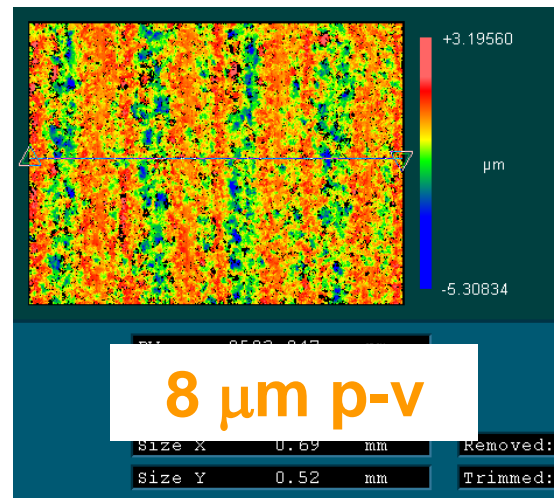 +3.19560
µm
-5.30834
8 µm p-v
Size X 0.69 mm
Removed:
Size Y 0.52 mm
Trimmed: